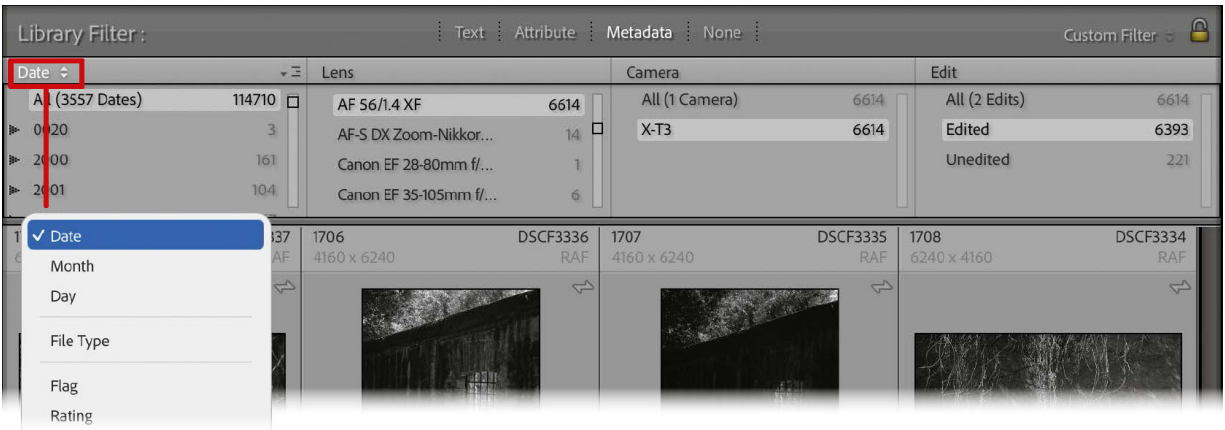 Library Filter : Text Attribute Metadata None Custom Filter
Date Lens Camera Edit
All (3557 Dates) 114710 AF 56/1.4 XF 6614 All (1 Camera) 6614 All (2 Edits) 6614
0020 3 AF-S DX Zoom-Nikkor... 14 X-T3 6614 Edited 6393
2000 161 Canon EF 28-80mm f/... 1 Unedited 221
2001 104 Canon EF 35-105mm f/... 6
337 1706 DSCF3336 1707 DSCF3335 1708 DSCF3334
AF 4160 x 6240 RAF 4160 x 6240 RAF 6240 x 4160 RAF
Date
Month
Day
File Type
Flag
Rating